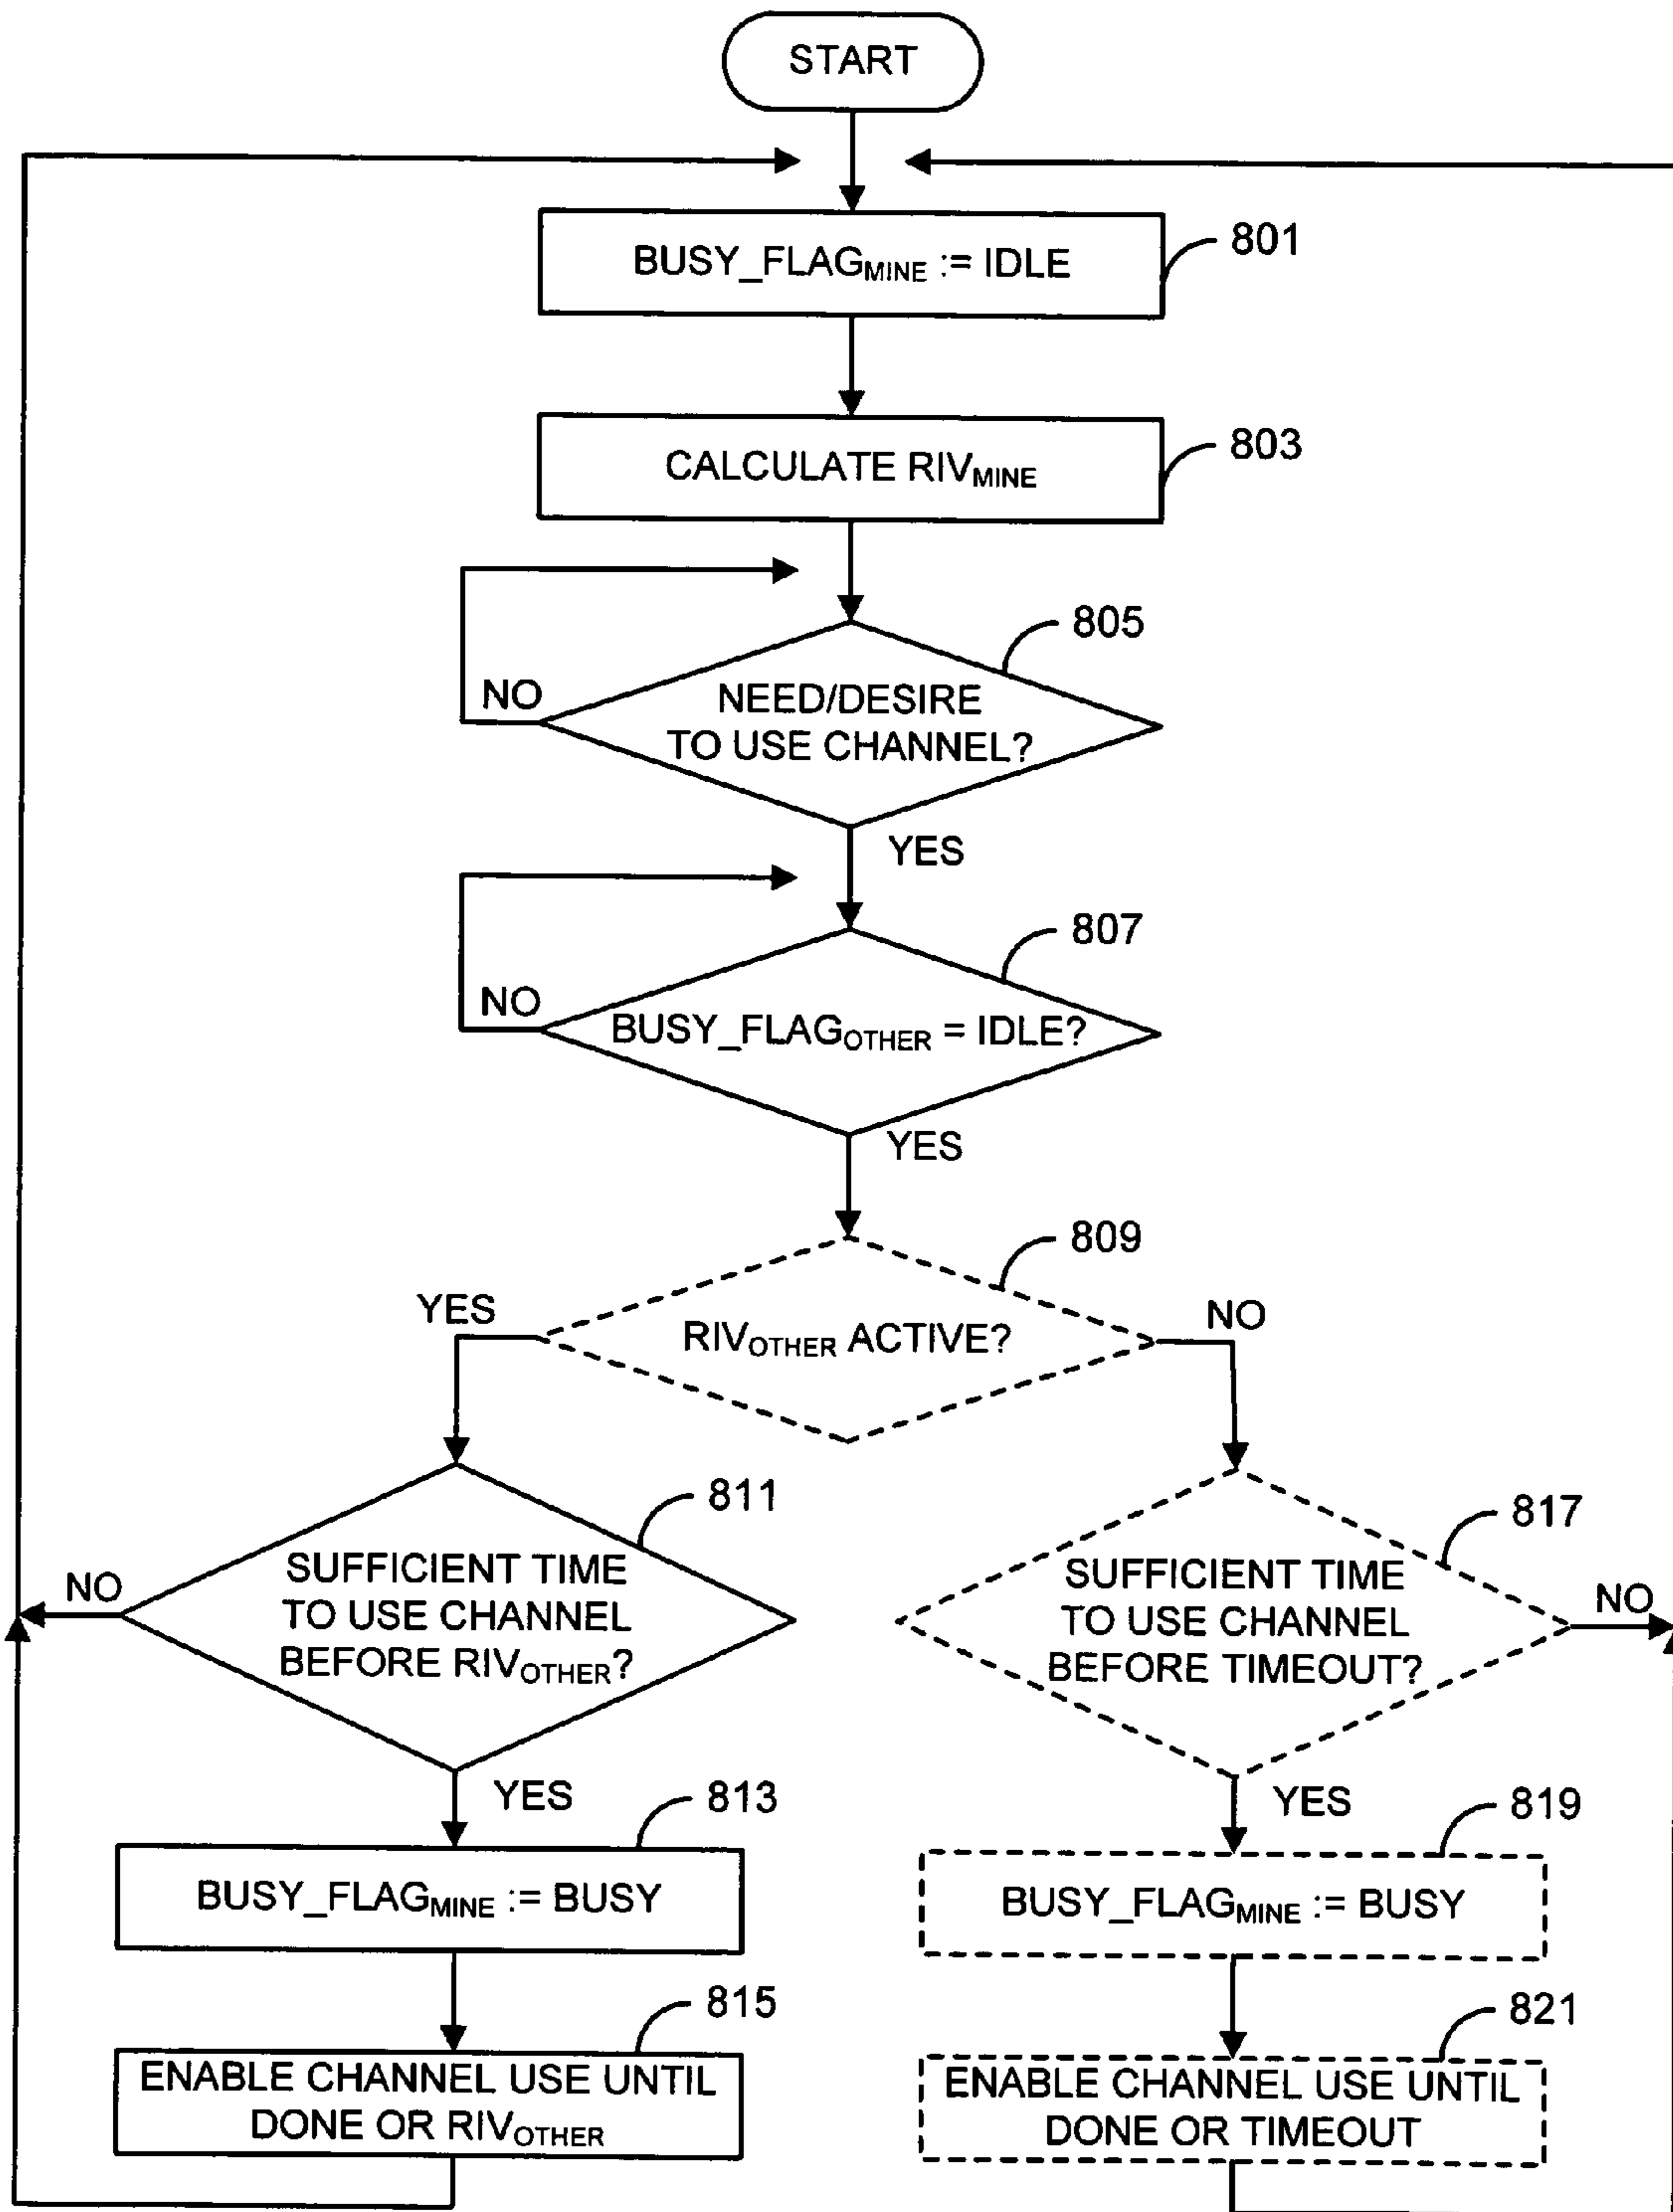 START
BUSY_FLAGMINE := IDLE
801
CALCULATE RIVMINE
803
805
NO
NEED/DESIRE
TO USE CHANNEL?
YES
807
NO
BUSY_FLAGOTHER = IDLE?
YES
809
YES
RIVOTHER ACTIVE?
NO
811
NO
SUFFICIENT TIME
TO USE CHANNEL
BEFORE RIVOTHER?
YES
813
BUSY_FLAGMINE := BUSY
815
ENABLE CHANNEL USE UNTIL
DONE OR RIVOTHER
817
SUFFICIENT TIME
TO USE CHANNEL
BEFORE TIMEOUT?
NO
YES
819
BUSY_FLAGMINE := BUSY
821
ENABLE CHANNEL USE UNTIL
DONE OR TIMEOUT